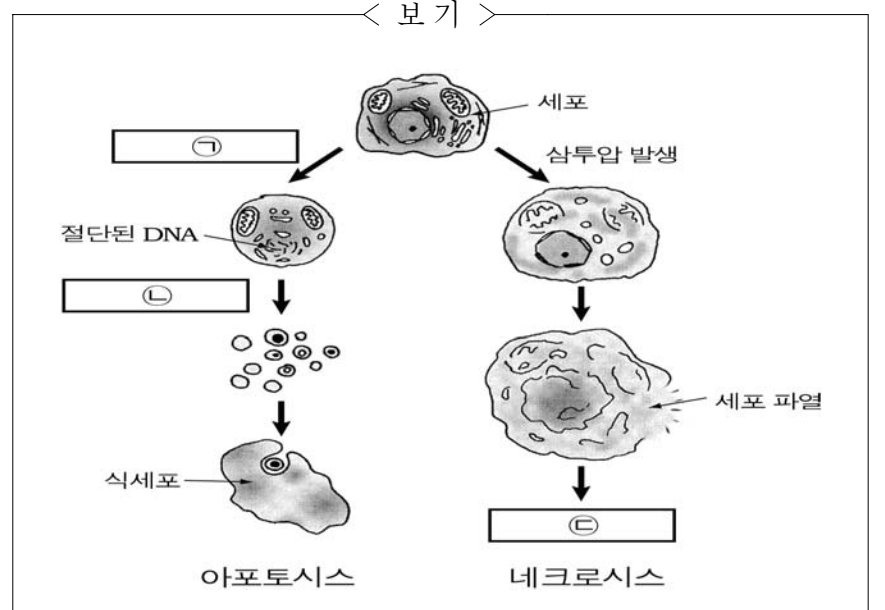 < 보 기 >
세포
㉠
삼투압 발생
절단된 DNA
㉡
세포 파열
식세포
㉢
아포토시스
네크로시스